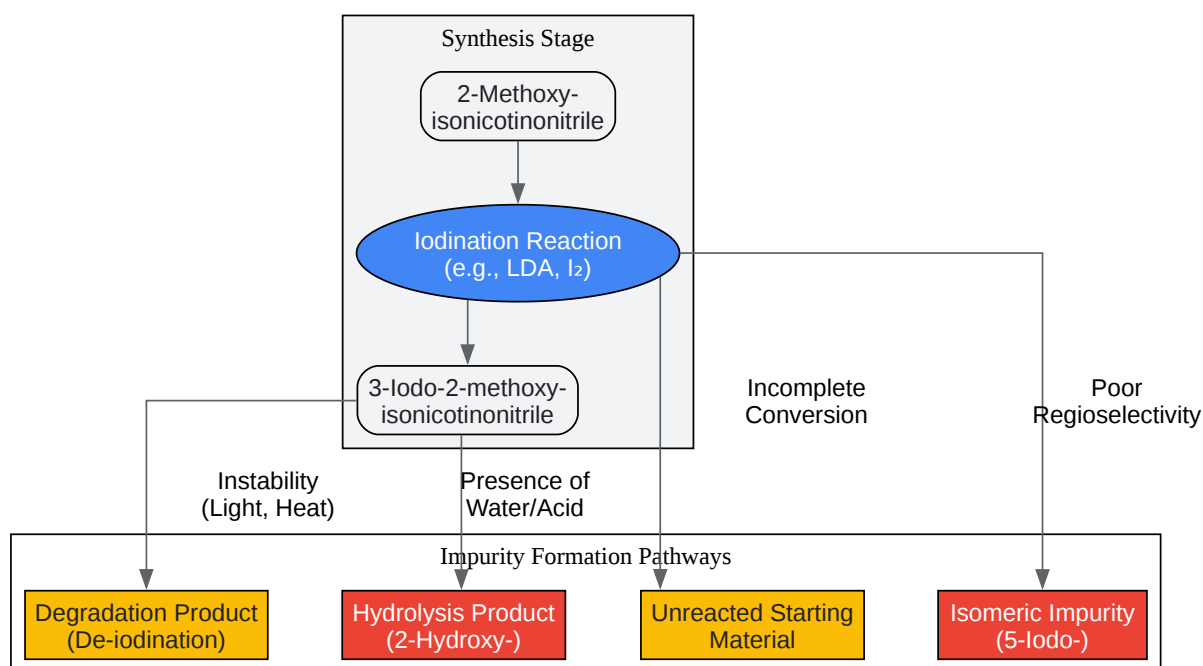 Synthesis Stage
2-Methoxy-
isonicotinonitrile
Iodination Reaction
(e.g., LDA, I₂)
3-Iodo-2-methoxy-
isonicotinonitrile
Incomplete
Conversion
Poor
Regioselectivity
Instability
(Light, Heat)
Presence of
Water/Acid
Impurity Formation Pathways
Degradation Product
(De-iodination)
Hydrolysis Product
(2-Hydroxy-)
Unreacted Starting
Material
Isomeric Impurity
(5-Iodo-)